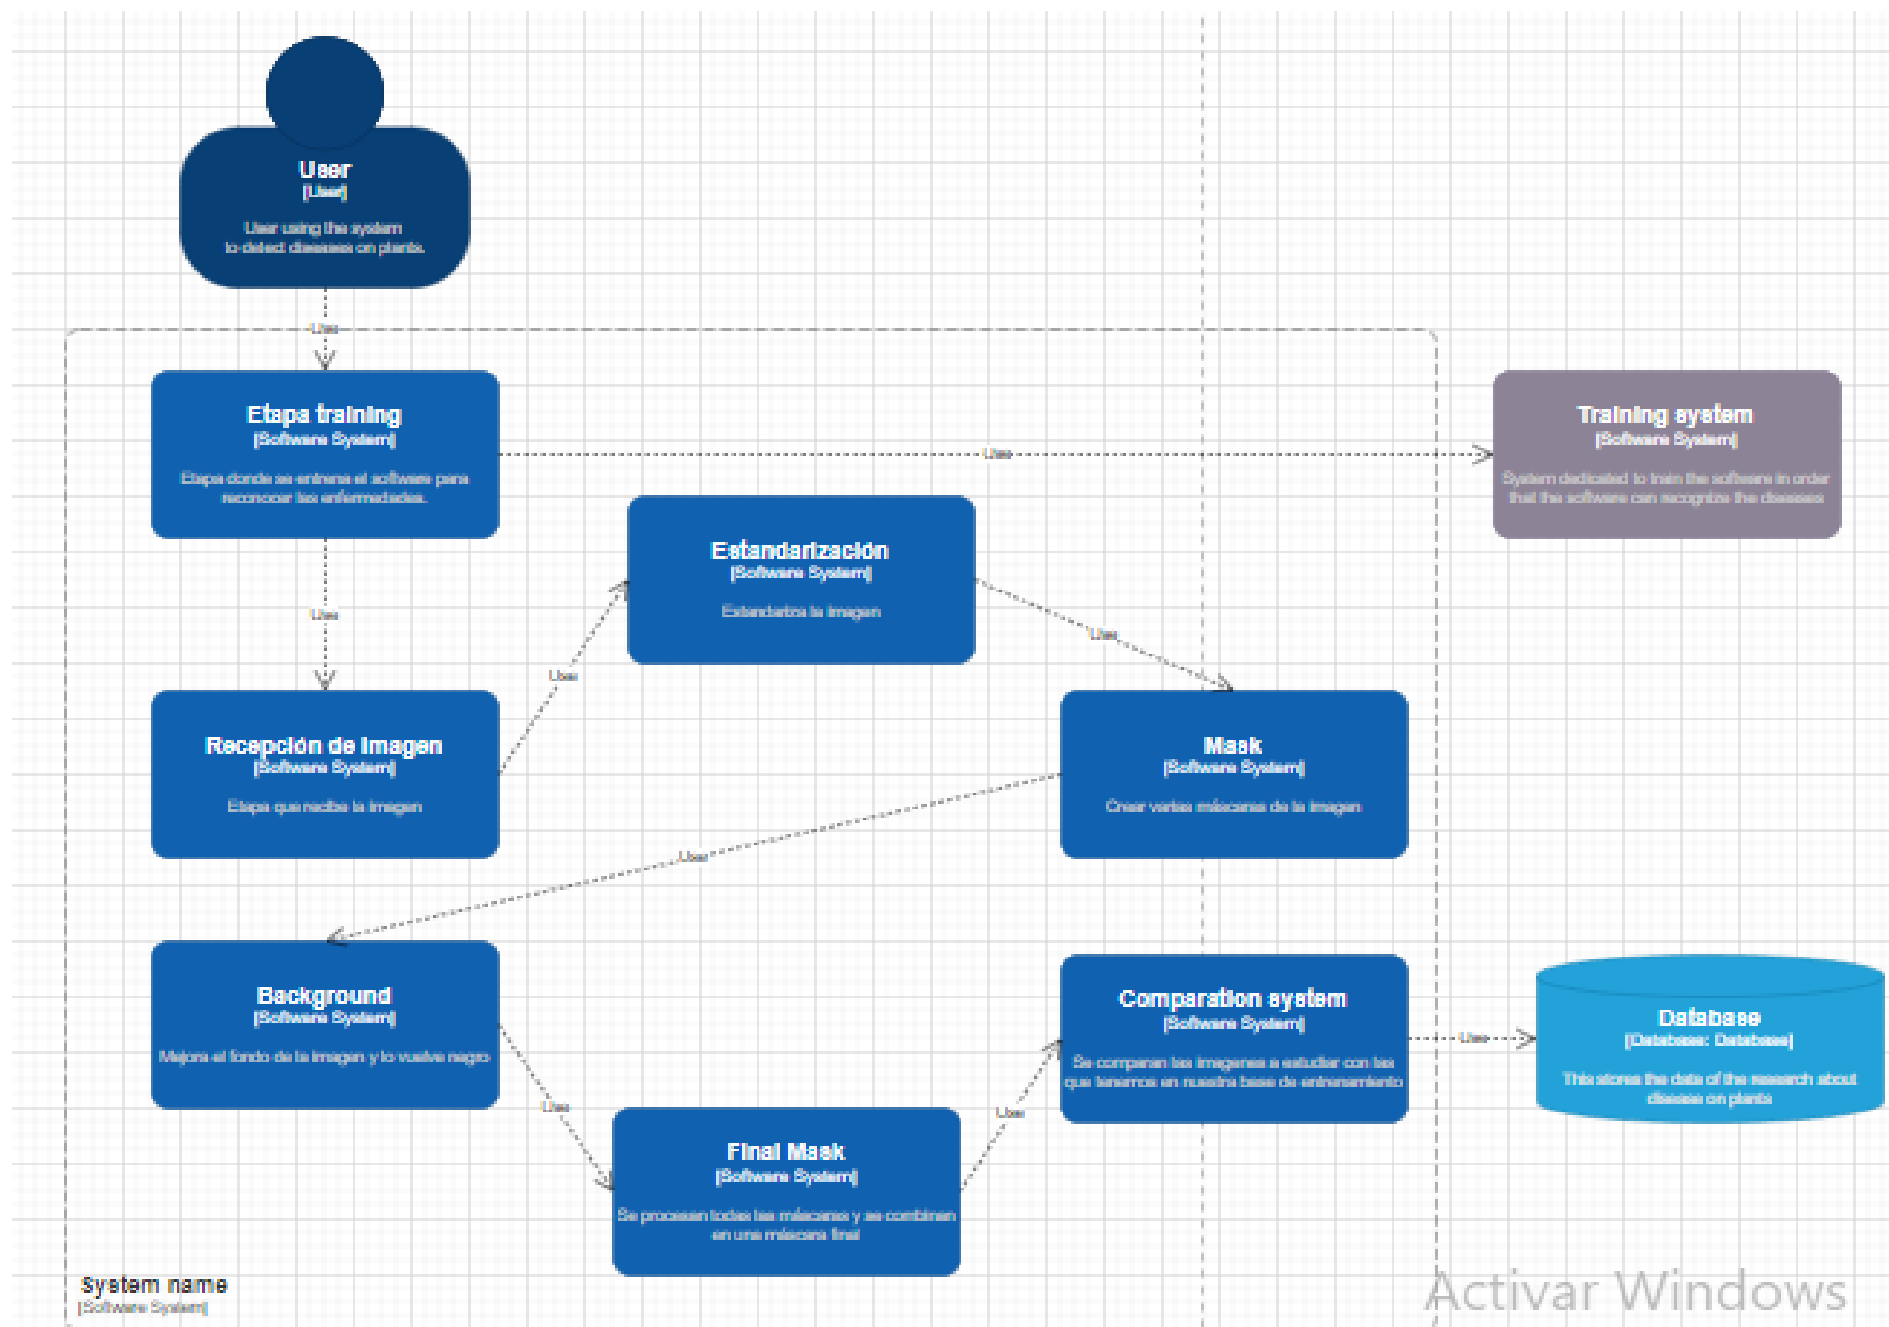 User
[User]
User using the system
to detect diseases on plants.
Uses
Etapa training
[Software System]
Etapa donde se entrena el software para
reconocer las enfermedades.
Uses
Training system
[Software System]
System dedicated to train the software in order
that the software can recognize the diseases
Uses
Estandarización
[Software System]
Estandariza la imagen
Uses
Uses
Recepción de Imagen
[Software System]
Etapa que recibe la imagen
Mask
[Software System]
Crear varias máscaras de la imagen
Uses
Background
[Software System]
Mejora el fondo de la imagen y lo vuelve negro
Uses
Final Mask
[Software System]
Se procesan todas las máscaras y se combinan
en una máscara final
Uses
Comparation system
[Software System]
Se comparan las imagenes a estudiar con las
que tenemos en nuestra base de entrenamiento
Uses
Database
[Database: Database]
This stores the data of the research about
disease on plants
System name
[Software System]
Activar Windows